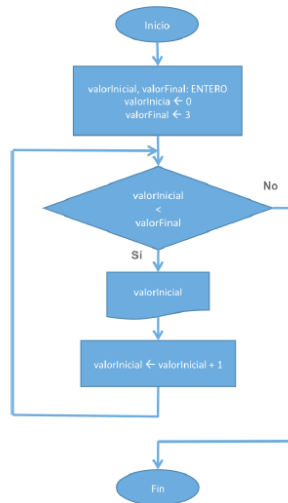 Inicio
valorInicial, valorFinal: ENTERO
valorInicia ← 0
valorFinal ← 3
valorInicial
<
valorFinal
No
Sí
valorInicial
valorInicial ← valorInicial + 1
Fin